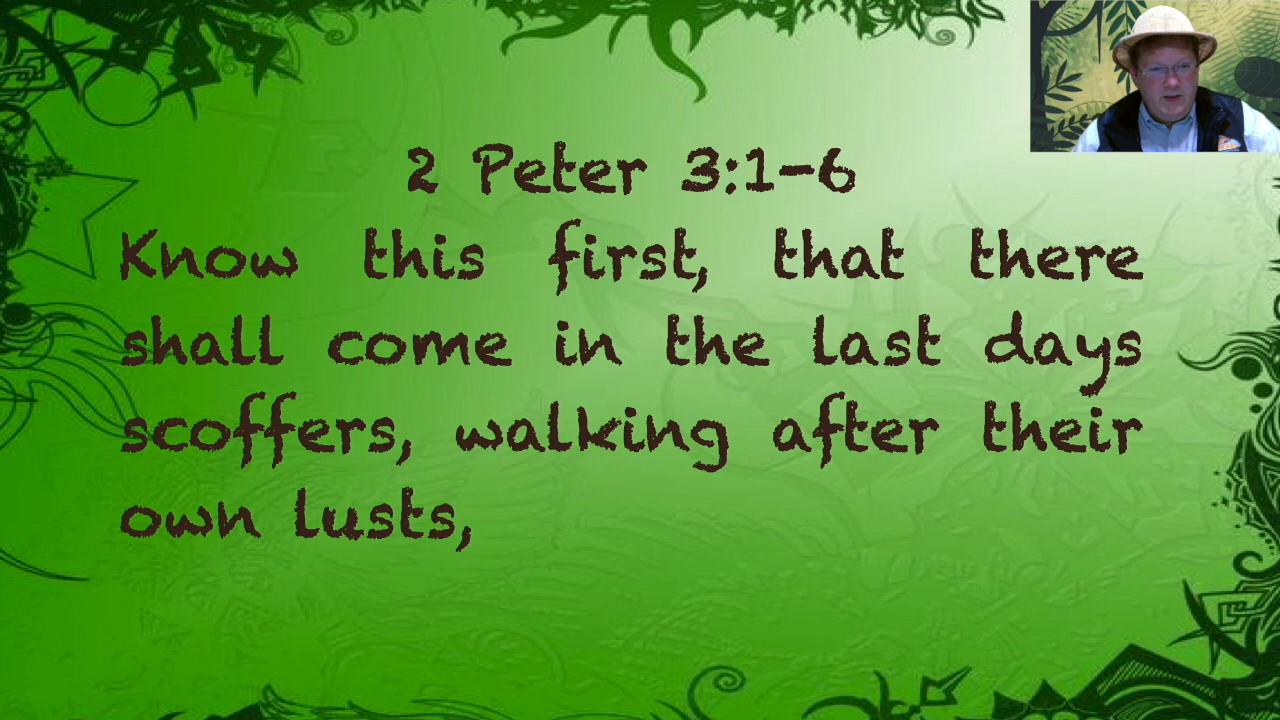 2 Peter 3:1-6
Know this first, that there
shall come in the last days
scoffers, walking after their
own lusts,